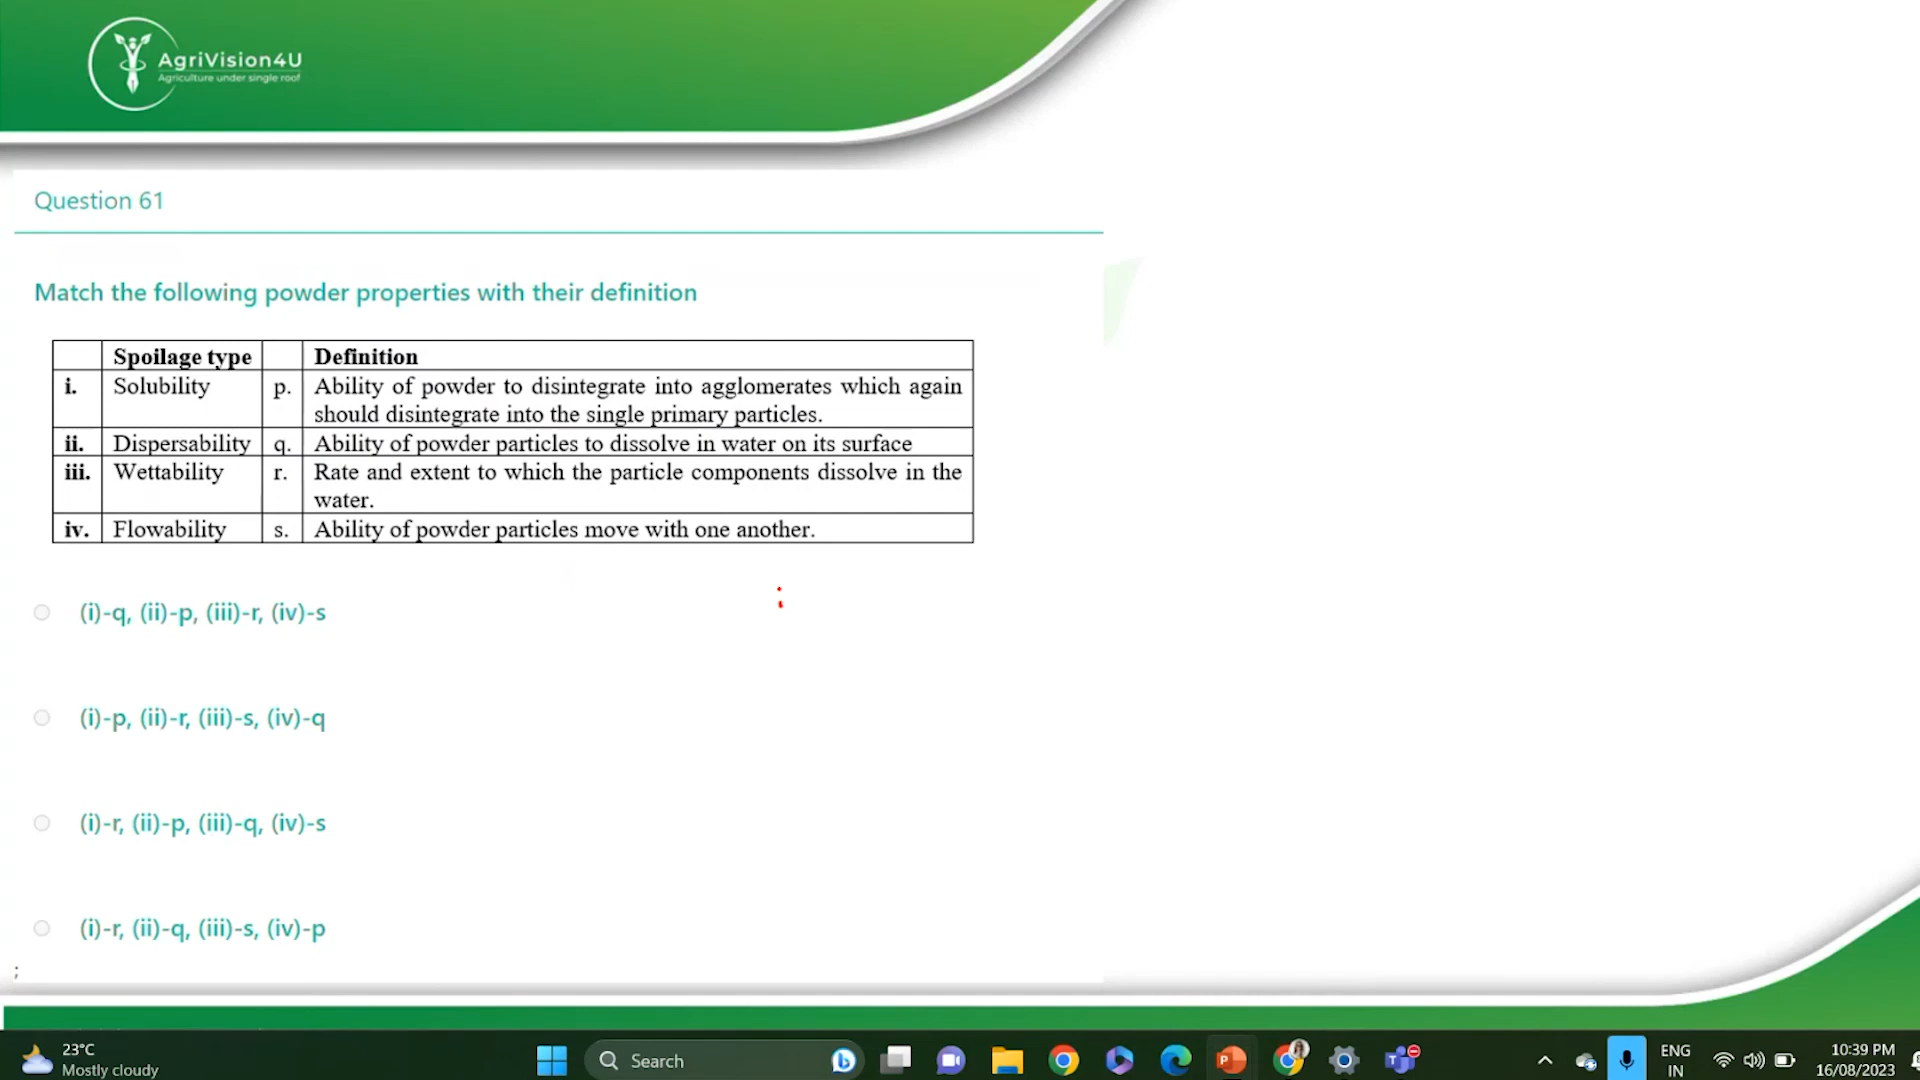 AgriVision4U
Agriculture under single roof
Question 61
Match the following powder properties with their definition
Spoilage type Definition
i. Solubility p. Ability of powder to disintegrate into agglomerates which again
should disintegrate into the single primary particles.
ii. Dispersability q. Ability of powder particles to dissolve in water on its surface
iii. Wettability r. Rate and extent to which the particle components dissolve in the
water.
iv. Flowability s. Ability of powder particles move with one another.
(i)-q, (ii)-p, (iii)-r, (iv)-s
(i)-p, (ii)-r, (iii)-s, (iv)-q
(i)-r, (ii)-p, (iii)-q, (iv)-s
(i)-r, (ii)-q, (iii)-s, (iv)-p
;
23°C
Mostly cloudy
Search
ENG
IN
10:39 PM
16/08/2023